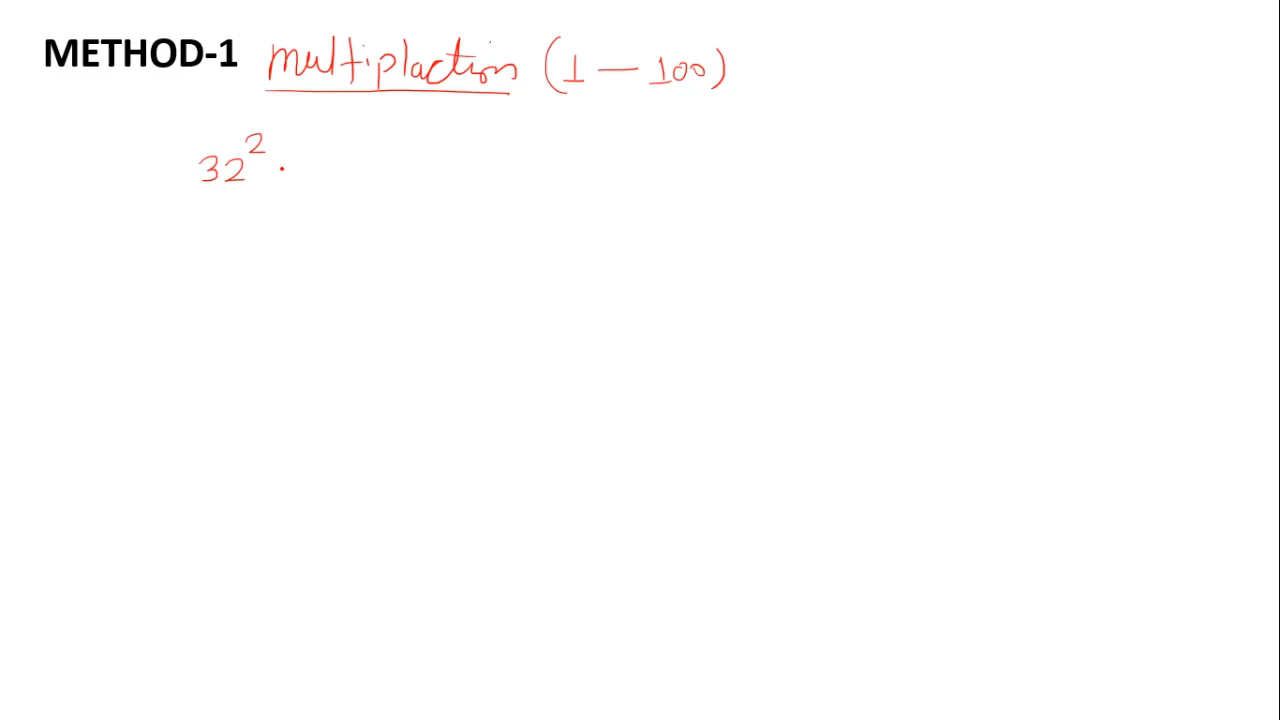 METHOD-1 multiplaction (1 — 100)
32² .